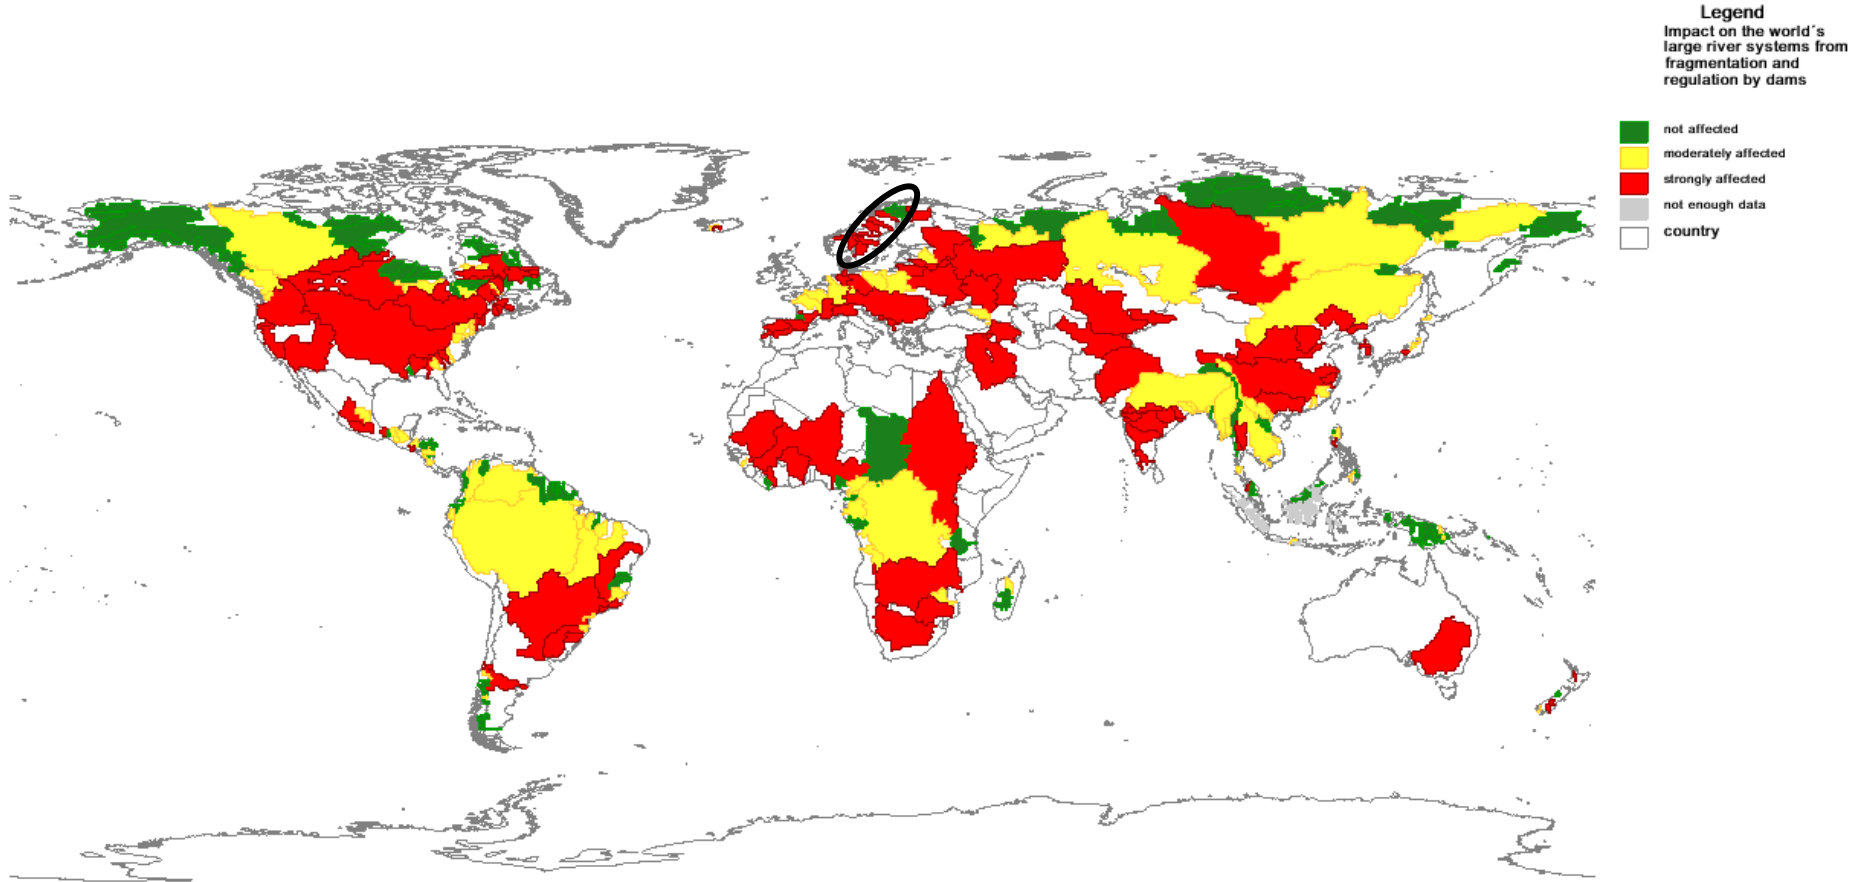 Legend
Impact on the world´s
large river systems from
fragmentation and
regulation by dams
not affected
moderately affected
strongly affected
not enough data
country